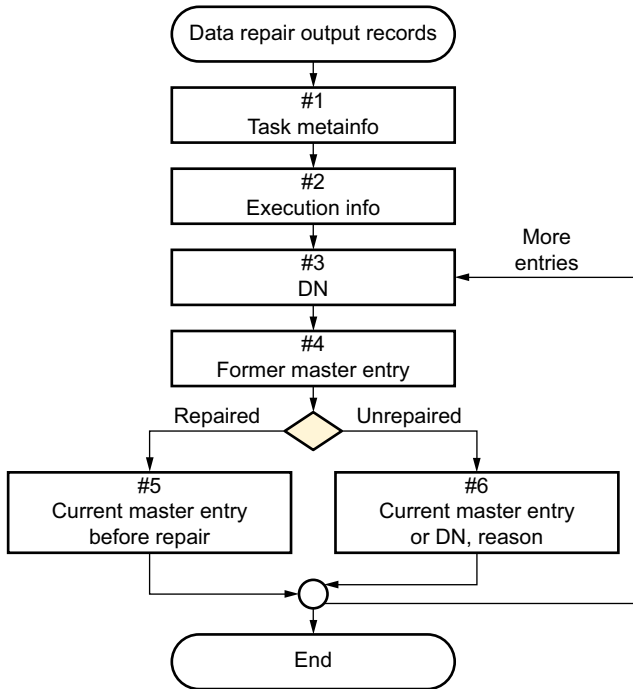 Data repair output records
#1
Task metainfo
#2
Execution info
More
entries
#3
DN
#4
Former master entry
Repaired
Unrepaired
#5
Current master entry
before repair
#6
Current master entry
or DN, reason
End